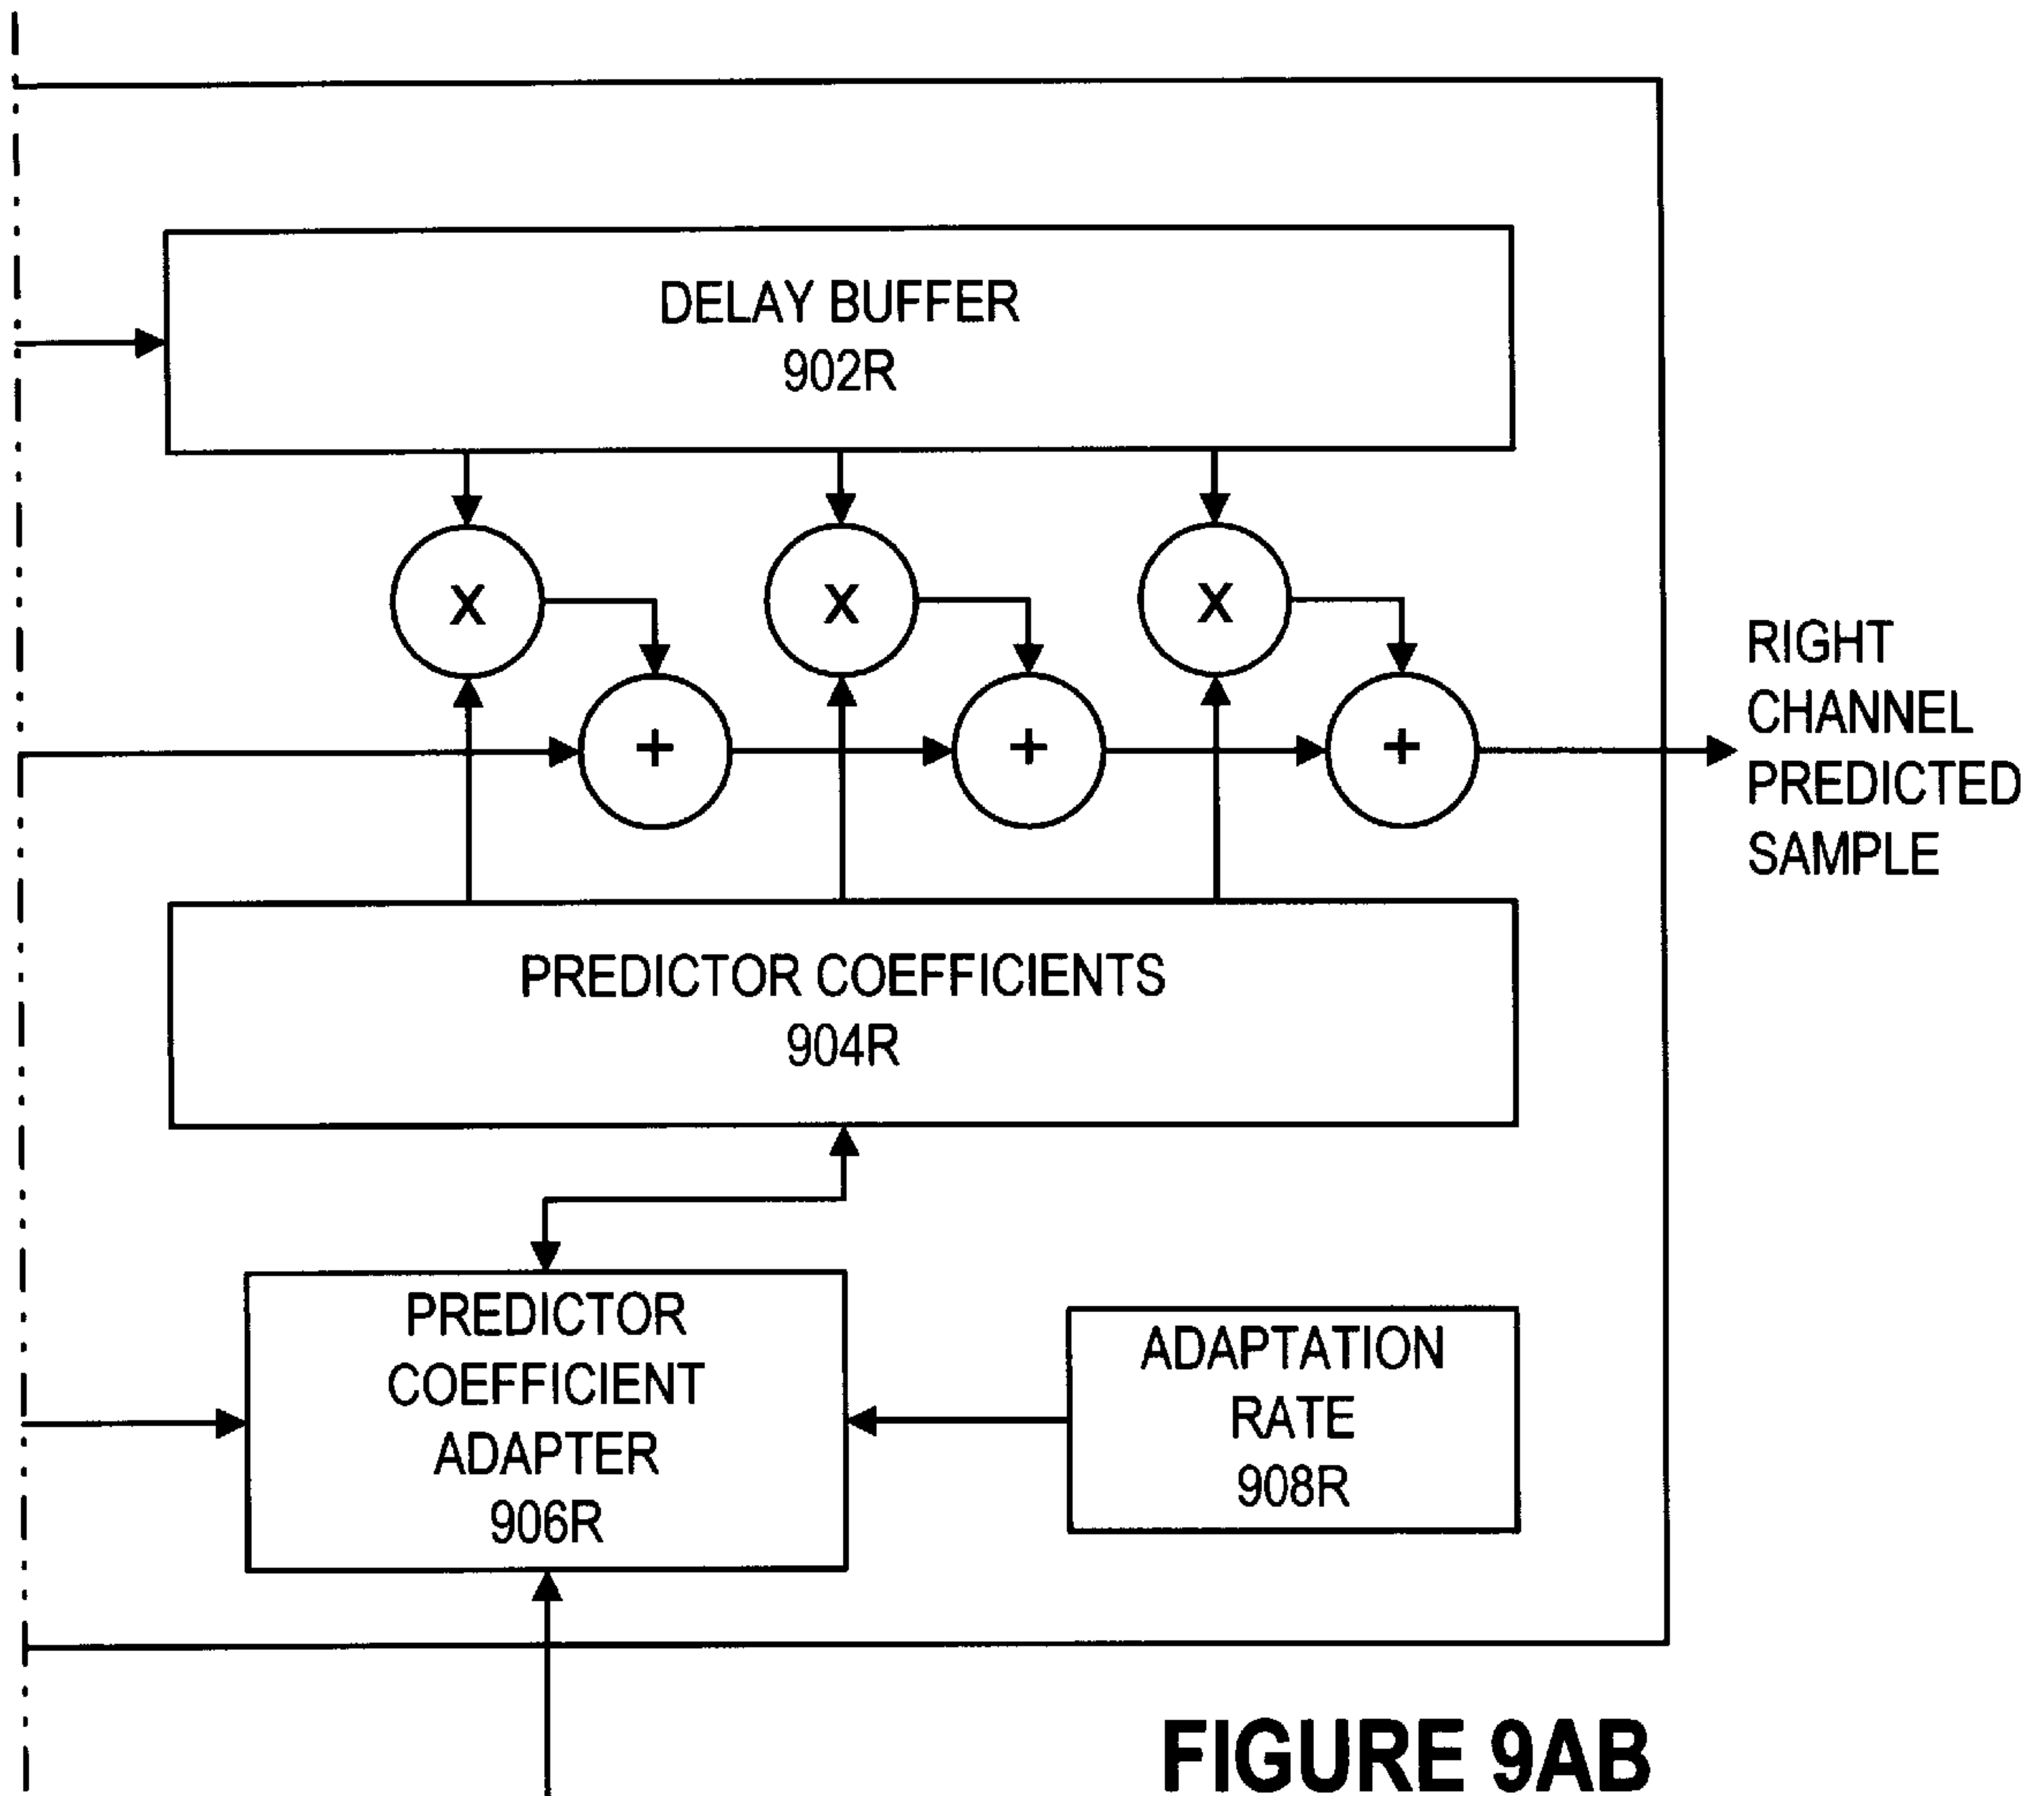 DELAY BUFFER
902R
X
X
X
+
+
+
RIGHT
CHANNEL
PREDICTED
SAMPLE
PREDICTOR COEFFICIENTS
904R
PREDICTOR
COEFFICIENT
ADAPTER
906R
ADAPTATION
RATE
908R
FIGURE 9AB